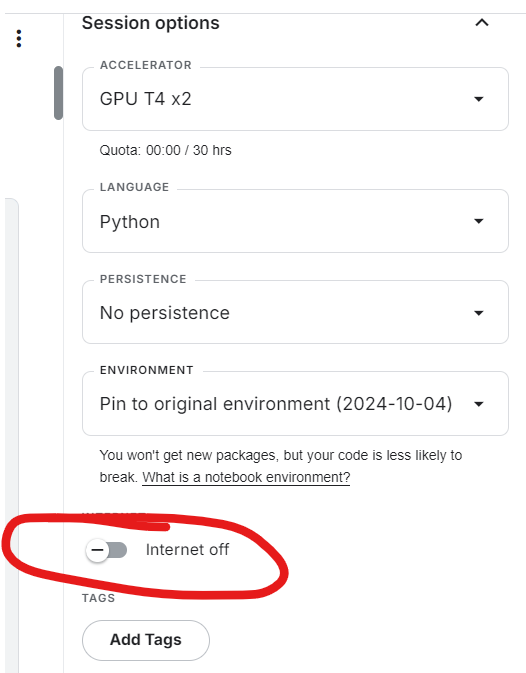 Session options
ACCELERATOR
GPU T4 x2
Quota: 00:00 / 30 hrs
LANGUAGE
Python
PERSISTENCE
No persistence
ENVIRONMENT
Pin to original environment (2024-10-04)
You won't get new packages, but your code is less likely to
break. What is a notebook environment?
INTERNET
Internet off
TAGS
Add Tags